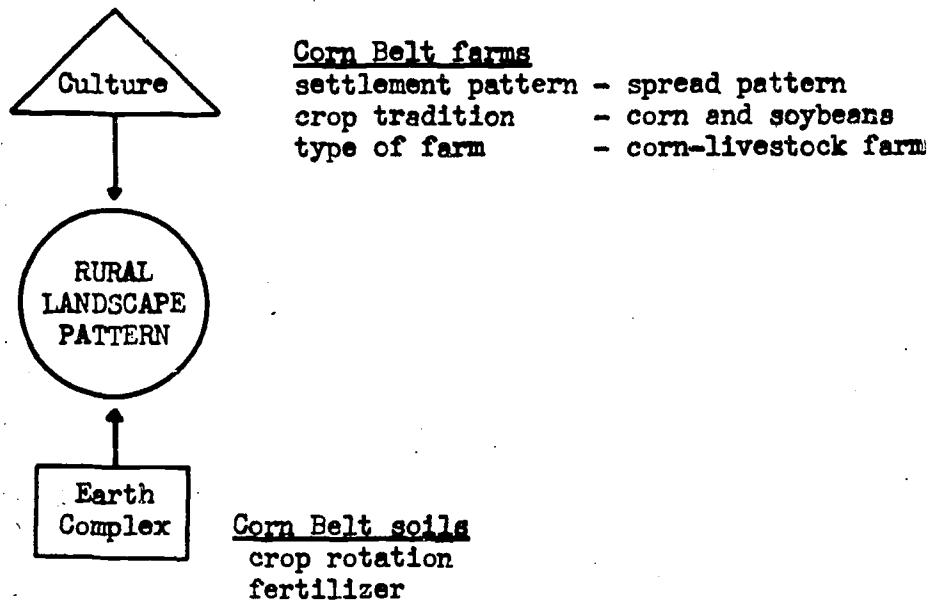 Culture
Corn Belt farms
settlement pattern - spread pattern
crop tradition - corn and soybeans
type of farm - corn-livestock farm
RURAL
LANDSCAPE
PATTERN
Earth
Complex
Corn Belt soils
crop rotation
fertilizer